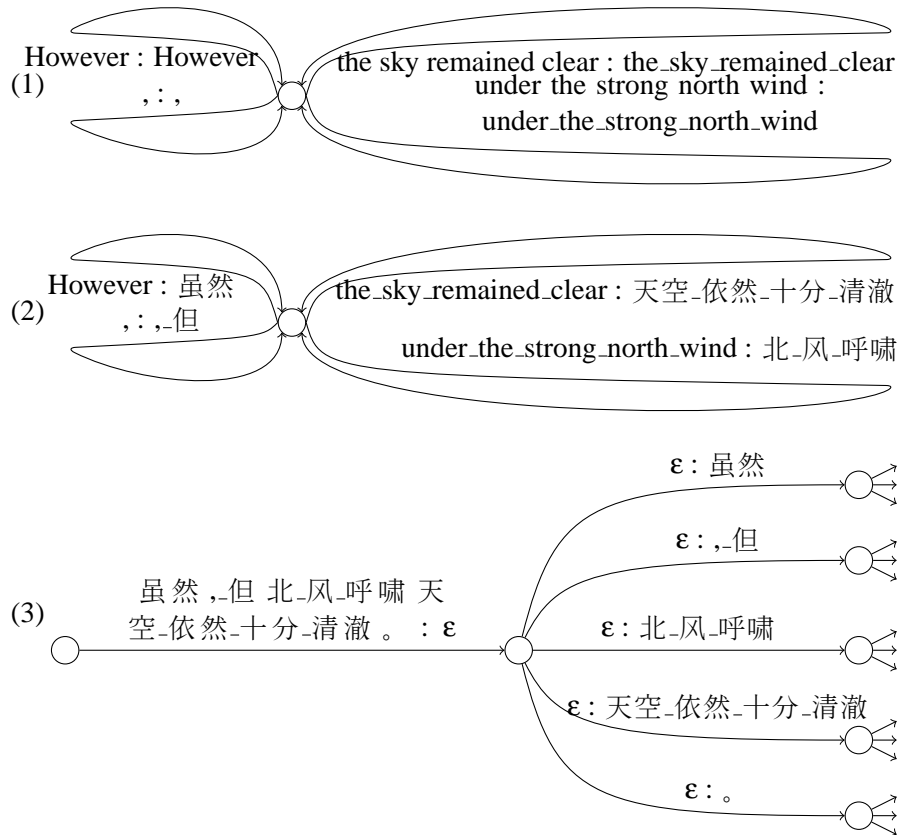 However : However
(1)
, : ,
the sky remained clear : the_sky_remained_clear
under the strong north wind :
under_the_strong_north_wind
However : 虽然
(2)
, : ,_但
the_sky_remained_clear : 天空_依然_十分_清澈
under_the_strong_north_wind : 北_风_呼啸
(3)
虽然 ,_但 北_风_呼啸 天
空_依然_十分_清澈 。 : ε
ε : 虽然
ε : ,_但
ε : 北_风_呼啸
ε : 天空_依然_十分_清澈
ε : 。